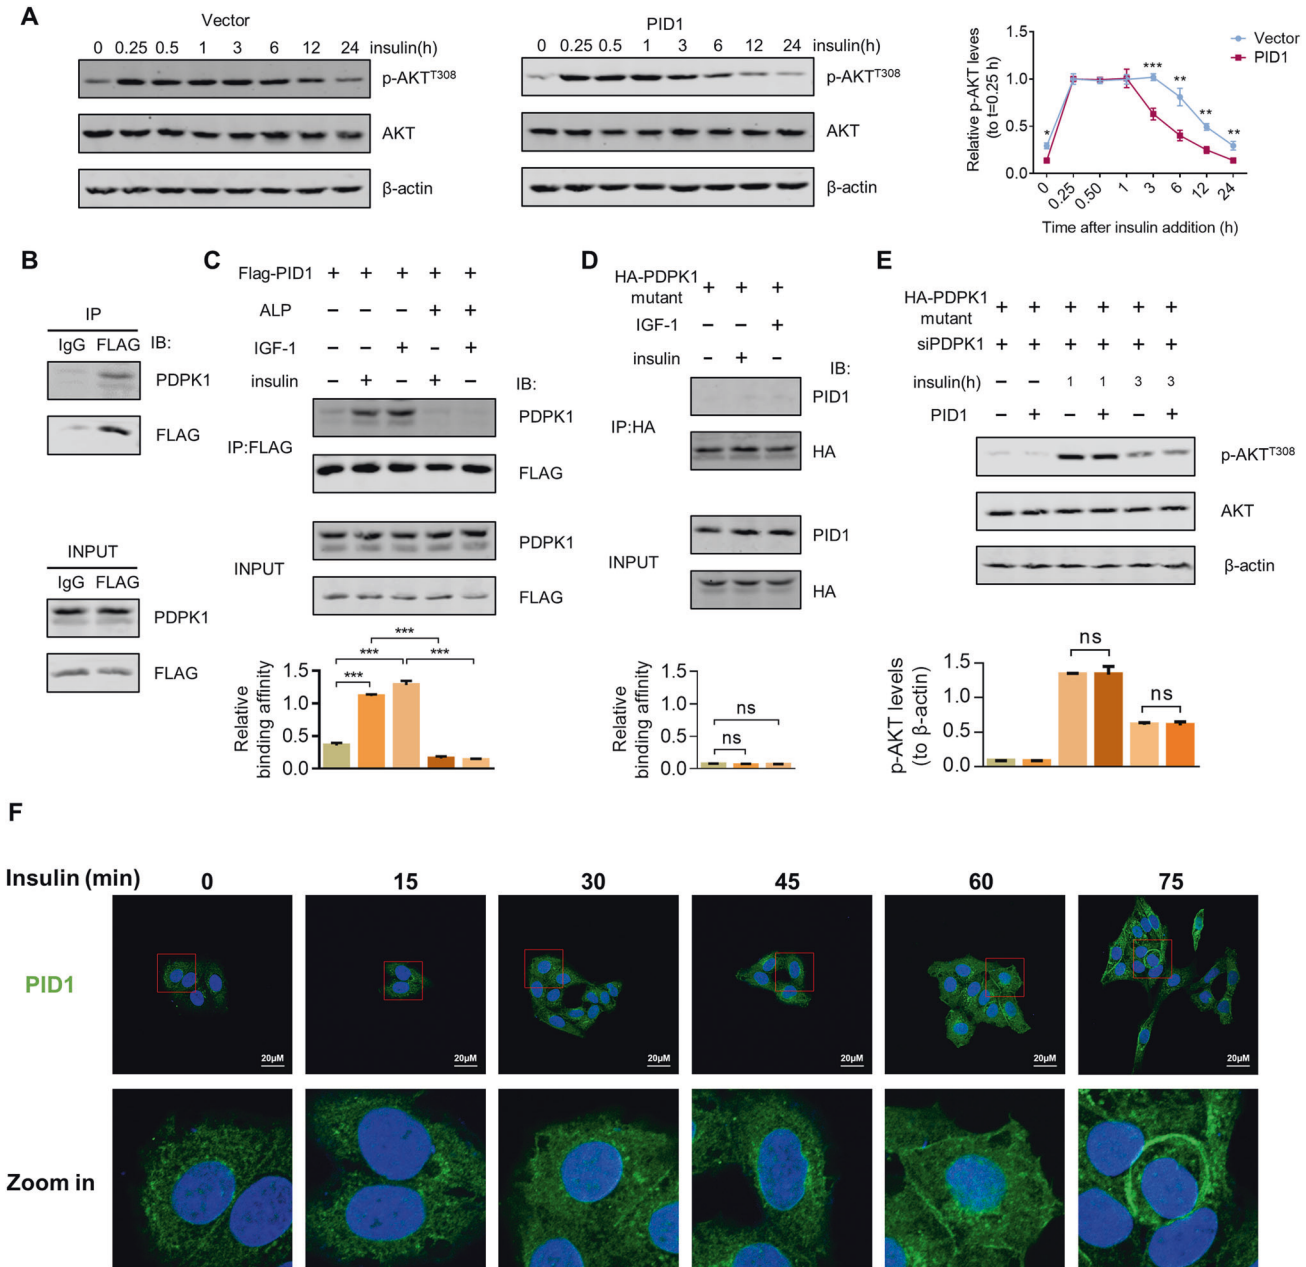 A
Vector
0 0.25 0.5 1 3 6 12 24 insulin(h)
p-AKT^T308
AKT
β-actin
PID1
0 0.25 0.5 1 3 6 12 24 insulin(h)
p-AKT^T308
AKT
β-actin
Relative p-AKT levels
(to t=0.25 h)
1.5
1.0
0.5
0.0
* *** ** ** **
Vector
PID1
0 0.25 0.50 1 3 6 12 24
Time after insulin addition (h)
B
IP
IgG FLAG IB:
PDPK1
FLAG
INPUT
IgG FLAG
PDPK1
FLAG
C
Flag-PID1 + + + + +
ALP − − − + +
IGF-1 − − + − +
insulin − + − + −
IB:
IP:FLAG
PDPK1
FLAG
INPUT
PDPK1
FLAG
Relative
binding affinity
1.5
1.0
0.5
0.0
***
*** ***
***
D
HA-PDPK1
mutant + + +
IGF-1 − − +
insulin − + −
IB:
IP:HA
PID1
HA
INPUT
PID1
HA
Relative
binding affinity
1.5
1.0
0.5
0.0
ns
ns
E
HA-PDPK1
mutant + + + + + +
siPDPK1 + + + + + +
insulin(h) − − 1 1 3 3
PID1 − + − + − +
p-AKT^T308
AKT
β-actin
p-AKT levels
(to β-actin)
1.5
1.0
0.5
0.0
ns
ns
F
Insulin (min) 0 15 30 45 60 75
PID1
20μM 20μM 20μM 20μM 20μM 20μM
Zoom in